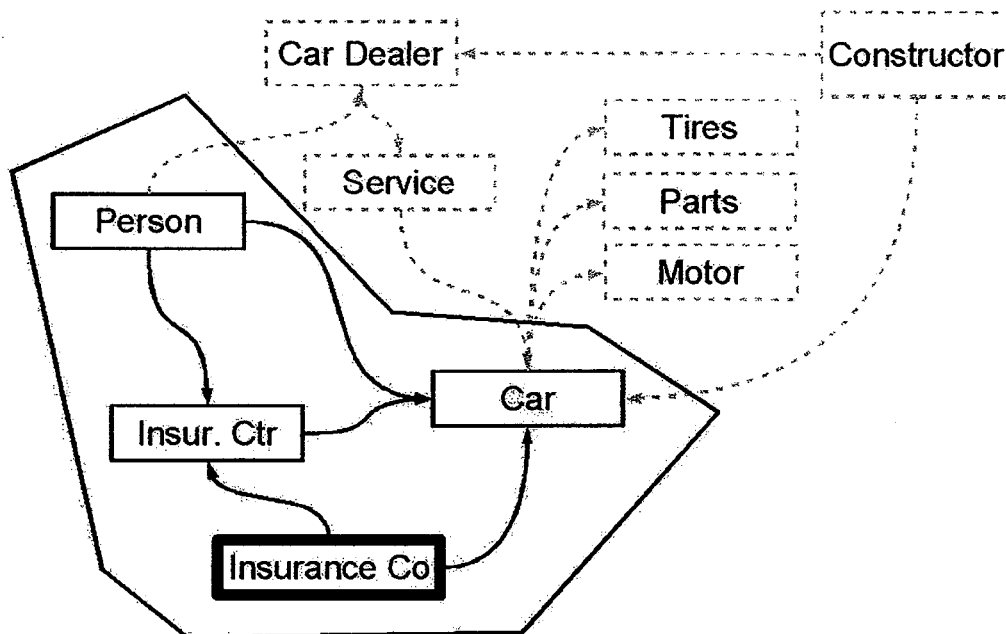 Car Dealer
Constructor
Tires
Service
Parts
Person
Motor
Car
Insur. Ctr
Insurance Co